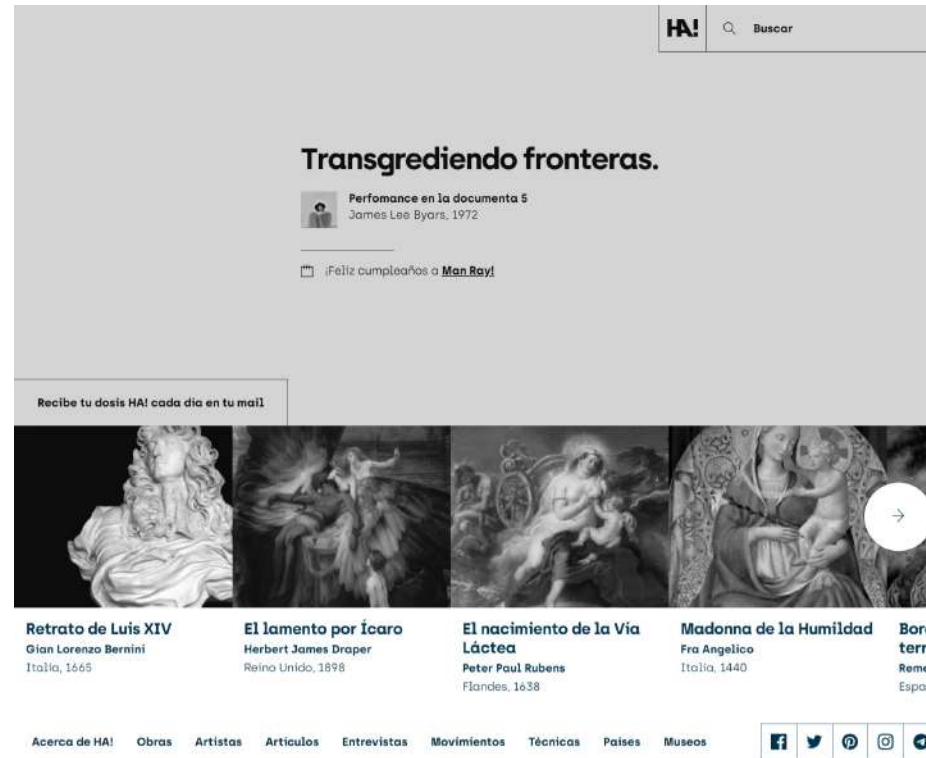 HA!
Buscar
Transgrediendo fronteras.
Perfomance en la documenta 5
James Lee Byars, 1972
¡Feliz cumpleaños a Man Ray!
Recibe tu dosis HA! cada día en tu mail
Retrato de Luis XIV
Gian Lorenzo Bernini
Italia, 1665
El lamento por Ícaro
Herbert James Draper
Reino Unido, 1898
El nacimiento de la Vía
Láctea
Peter Paul Rubens
Flandes, 1638
Madonna de la Humildad
Fra Angelico
Italia, 1440
Acerca de HA!
Obras
Artistas
Artículos
Entrevistas
Movimientos
Técnicas
Países
Museos